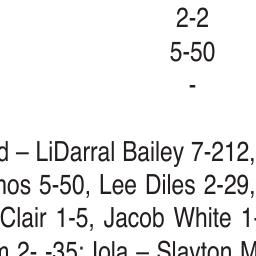 2-2
5-50
-
– LiDarral Bailey 7-212,
5-50, Lee Diles 2-29,
Clair 1-5, Jacob White 1-
2- -35; Iola – Slayton